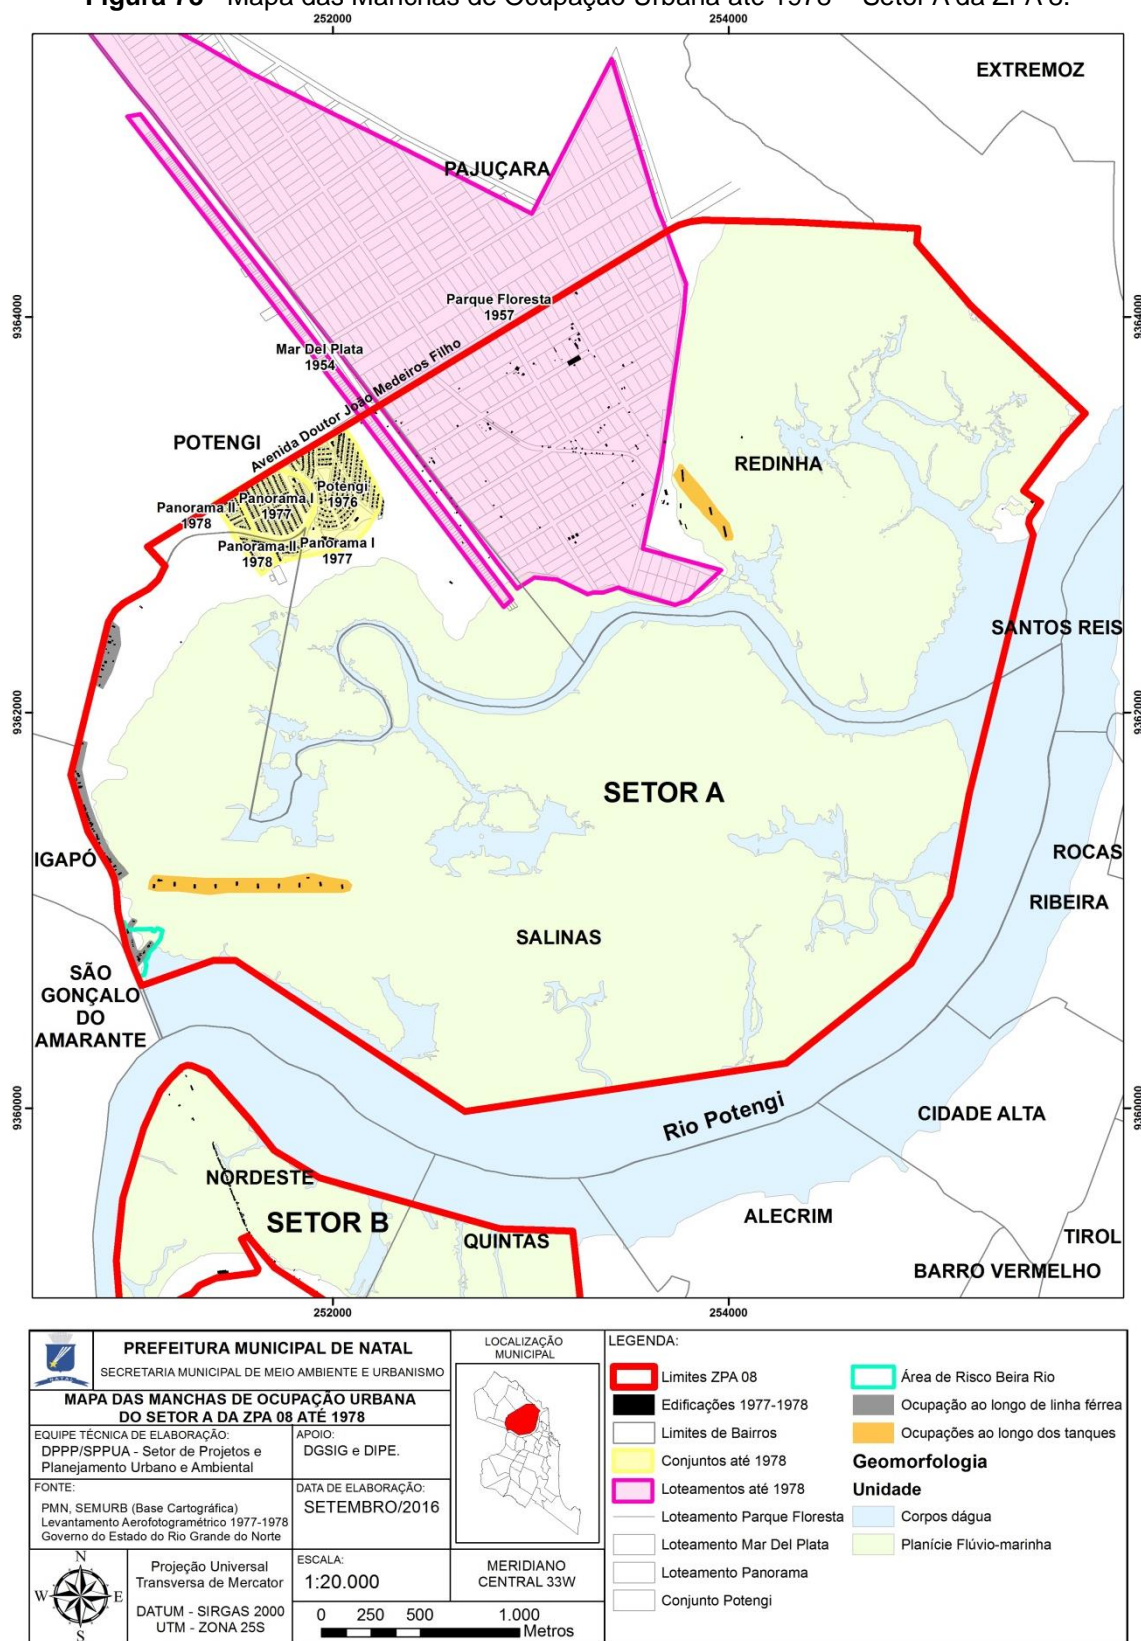 Figura 78 - Mapa das Manchas de Ocupação Urbana até 1978 – Setor A da ZPA 8.
252000
254000
EXTREMOZ
PAJUÇARA
9364000
9364000
Parque Floresta
1957
Mar Del Plata
1954
Avenida Doutor João Medeiros Filho
POTENGI
REDINHA
Potengi
1976
Panorama I
1977
Panorama II
1978
Panorama II
1978
Panorama I
1977
SANTOS REIS
9362000
9362000
SETOR A
IGAPÓ
ROCAS
RIBEIRA
SALINAS
SÃO
GONÇALO
DO
AMARANTE
9360000
9360000
Rio Potengi
CIDADE ALTA
NORDESTE
SETOR B
QUINTAS
ALECRIM
TIROL
BARRO VERMELHO
252000
254000
NATAL
PREFEITURA MUNICIPAL DE NATAL
SECRETARIA MUNICIPAL DE MEIO AMBIENTE E URBANISMO
MAPA DAS MANCHAS DE OCUPAÇÃO URBANA
DO SETOR A DA ZPA 08 ATÉ 1978
EQUIPE TÉCNICA DE ELABORAÇÃO:
DPPP/SPPUA - Setor de Projetos e
Planejamento Urbano e Ambiental
APOIO:
DGSIG e DIPE.
FONTE:
PMN, SEMURB (Base Cartográfica)
Levantamento Aerofotogramétrico 1977-1978
Governo do Estado do Rio Grande do Norte
DATA DE ELABORAÇÃO:
SETEMBRO/2016
N
W
E
S
Projeção Universal
Transversa de Mercator
DATUM - SIRGAS 2000
UTM - ZONA 25S
ESCALA:
1:20.000
0 250 500 1.000
Metros
LOCALIZAÇÃO
MUNICIPAL
MERIDIANO
CENTRAL 33W
LEGENDA:
Limites ZPA 08
Edificações 1977-1978
Limites de Bairros
Conjuntos até 1978
Loteamentos até 1978
Loteamento Parque Floresta
Loteamento Mar Del Plata
Loteamento Panorama
Conjunto Potengi
Área de Risco Beira Rio
Ocupação ao longo de linha férrea
Ocupações ao longo dos tanques
Geomorfologia
Unidade
Corpos dágua
Planície Flúvio-marinha